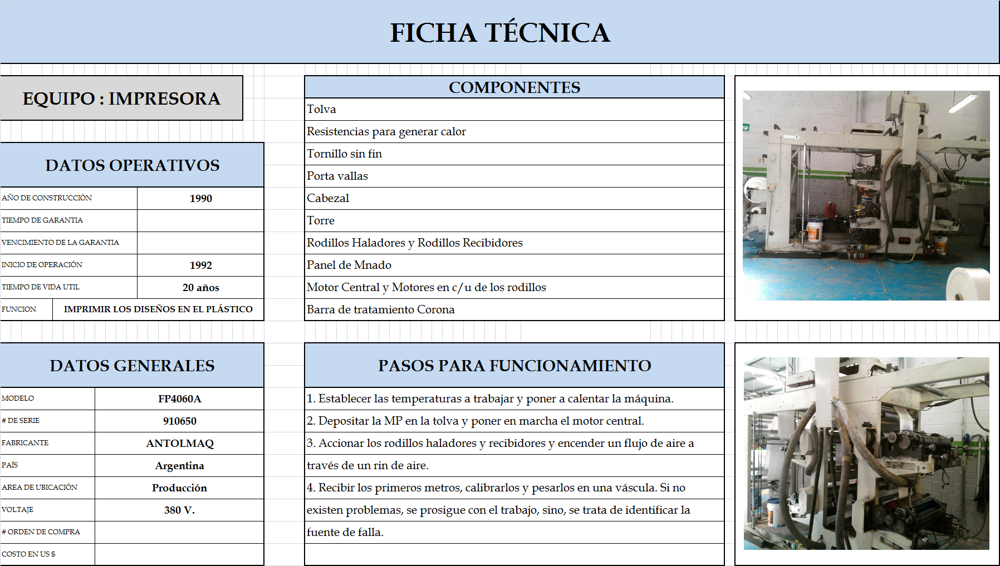 FICHA TÉCNICA
EQUIPO : IMPRESORA
DATOS OPERATIVOS
AÑO DE CONSTRUCCIÓN 1990
TIEMPO DE GARANTIA
VENCIMIENTO DE LA GARANTIA
INICIO DE OPERACIÓN 1992
TIEMPO DE VIDA UTIL 20 años
FUNCION IMPRIMIR LOS DISEÑOS EN EL PLÁSTICO
COMPONENTES
Tolva
Resistencias para generar calor
Tornillo sin fin
Porta vallas
Cabezal
Torre
Rodillos Haladores y Rodillos Recibidores
Panel de Mnado
Motor Central y Motores en c/u de los rodillos
Barra de tratamiento Corona
1
DATOS GENERALES
MODELO FP4060A
# DE SERIE 910650
FABRICANTE ANTOLMAQ
PAÍS Argentina
AREA DE UBICACIÓN Producción
VOLTAJE 380 V.
# ORDEN DE COMPRA
COSTO EN US $
PASOS PARA FUNCIONAMIENTO
1. Establecer las temperaturas a trabajar y poner a calentar la máquina.
2. Depositar la MP en la tolva y poner en marcha el motor central.
3. Accionar los rodillos haladores y recibidores y encender un flujo de aire a
través de un rin de aire.
4. Recibir los primeros metros, calibrarlos y pesarlos en una váscula. Si no
existen problemas, se prosigue con el trabajo, sino, se trata de identificar la
fuente de falla.